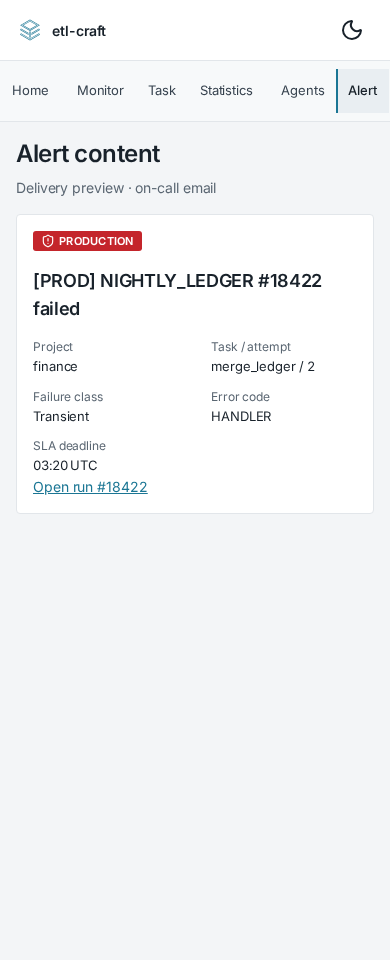 etl-craft
Home Monitor Task Statistics Agents Alert
Alert content
Delivery preview · on-call email
PRODUCTION
[PROD] NIGHTLY_LEDGER #18422
failed
Project Task / attempt
finance merge_ledger / 2
Failure class Error code
Transient HANDLER
SLA deadline
03:20 UTC
Open run #18422